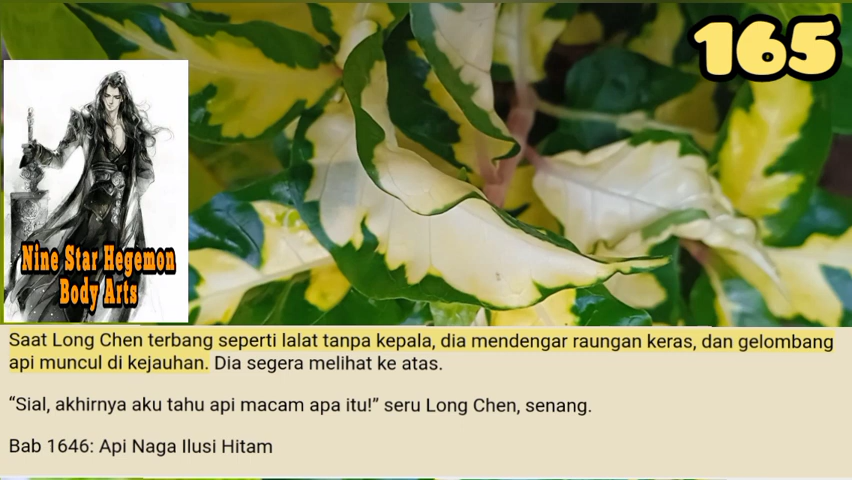 165
Nine Star Hegemon
Body Arts
Saat Long Chen terbang seperti lalat tanpa kepala, dia mendengar raungan keras, dan gelombang
api muncul di kejauhan. Dia segera melihat ke atas.
“Sial, akhirnya aku tahu api macam apa itu!” seru Long Chen, senang.
Bab 1646: Api Naga Ilusi Hitam